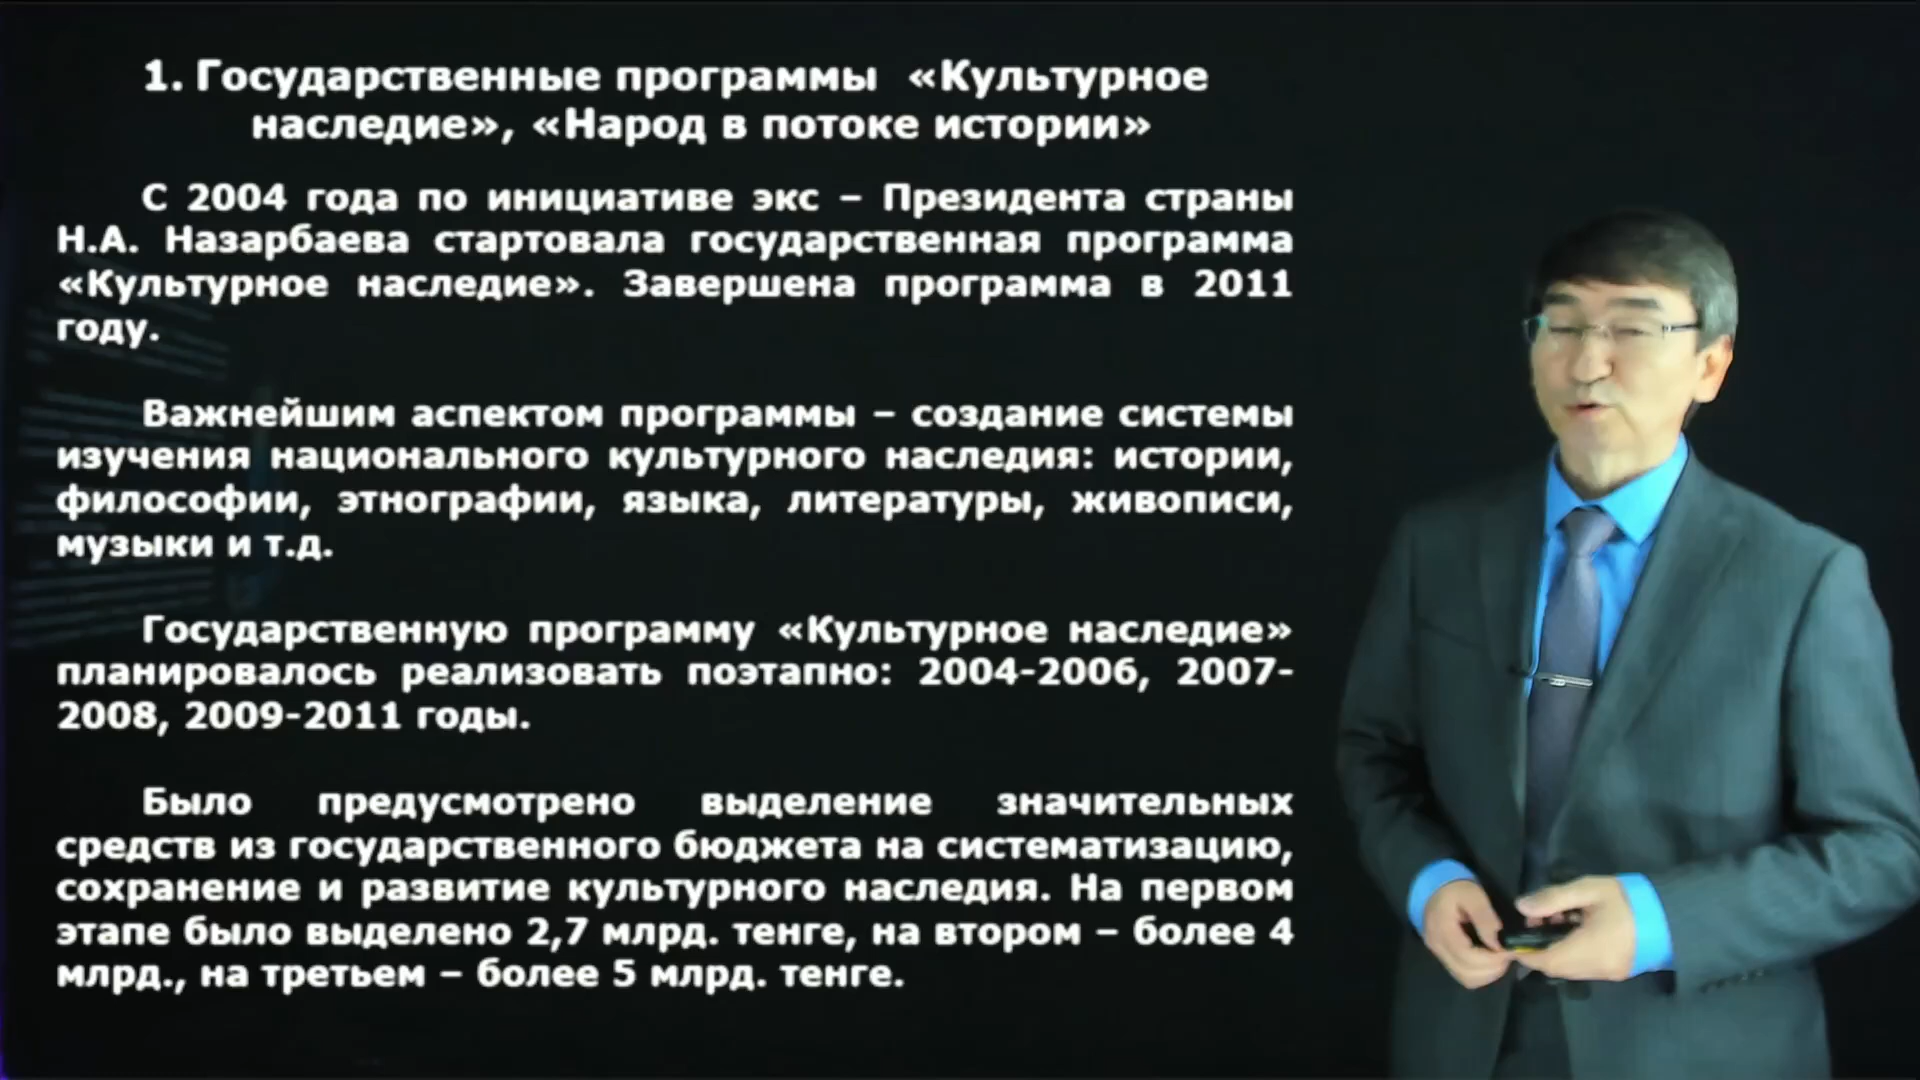 1. Государственные программы «Культурное
наследие», «Народ в потоке истории»
С 2004 года по инициативе экс – Президента страны
Н.А. Назарбаева стартовала государственная программа
«Культурное наследие». Завершена программа в 2011
году.
Важнейшим аспектом программы – создание системы
изучения национального культурного наследия: истории,
философии, этнографии, языка, литературы, живописи,
музыки и т.д.
Государственную программу «Культурное наследие»
планировалось реализовать поэтапно: 2004-2006, 2007-
2008, 2009-2011 годы.
Было предусмотрено выделение значительных
средств из государственного бюджета на систематизацию,
сохранение и развитие культурного наследия. На первом
этапе было выделено 2,7 млрд. тенге, на втором – более 4
млрд., на третьем – более 5 млрд. тенге.